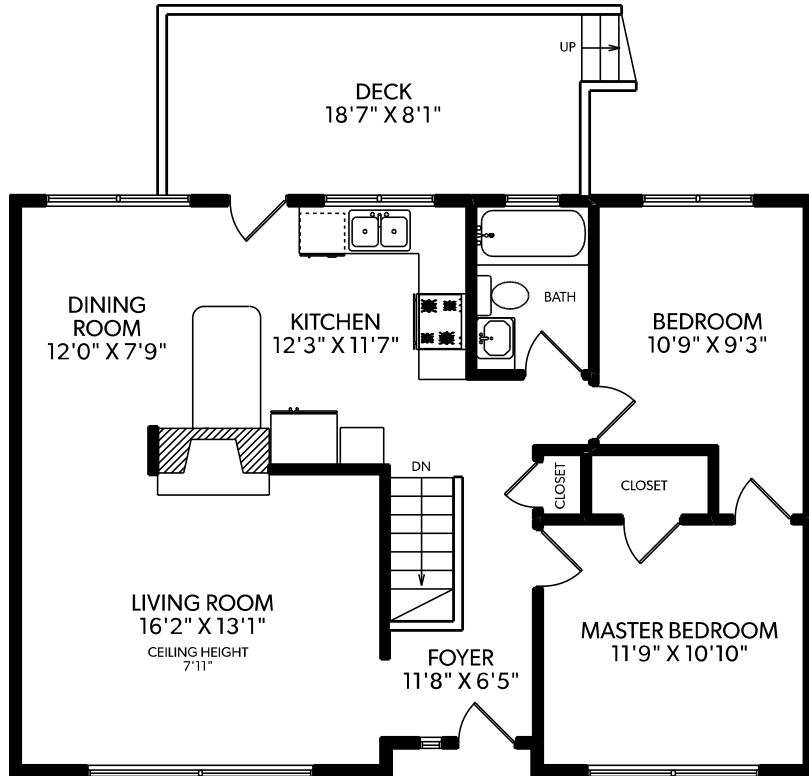 UP
DECK
18'7" X 8'1"
DINING
ROOM
12'0" X 7'9"
KITCHEN
12'3" X 11'7"
BATH
BEDROOM
10'9" X 9'3"
DN
CLOSET
CLOSET
LIVING ROOM
16'2" X 13'1"
CEILING HEIGHT
7'11"
FOYER
11'8" X 6'5"
MASTER BEDROOM
11'9" X 10'10"